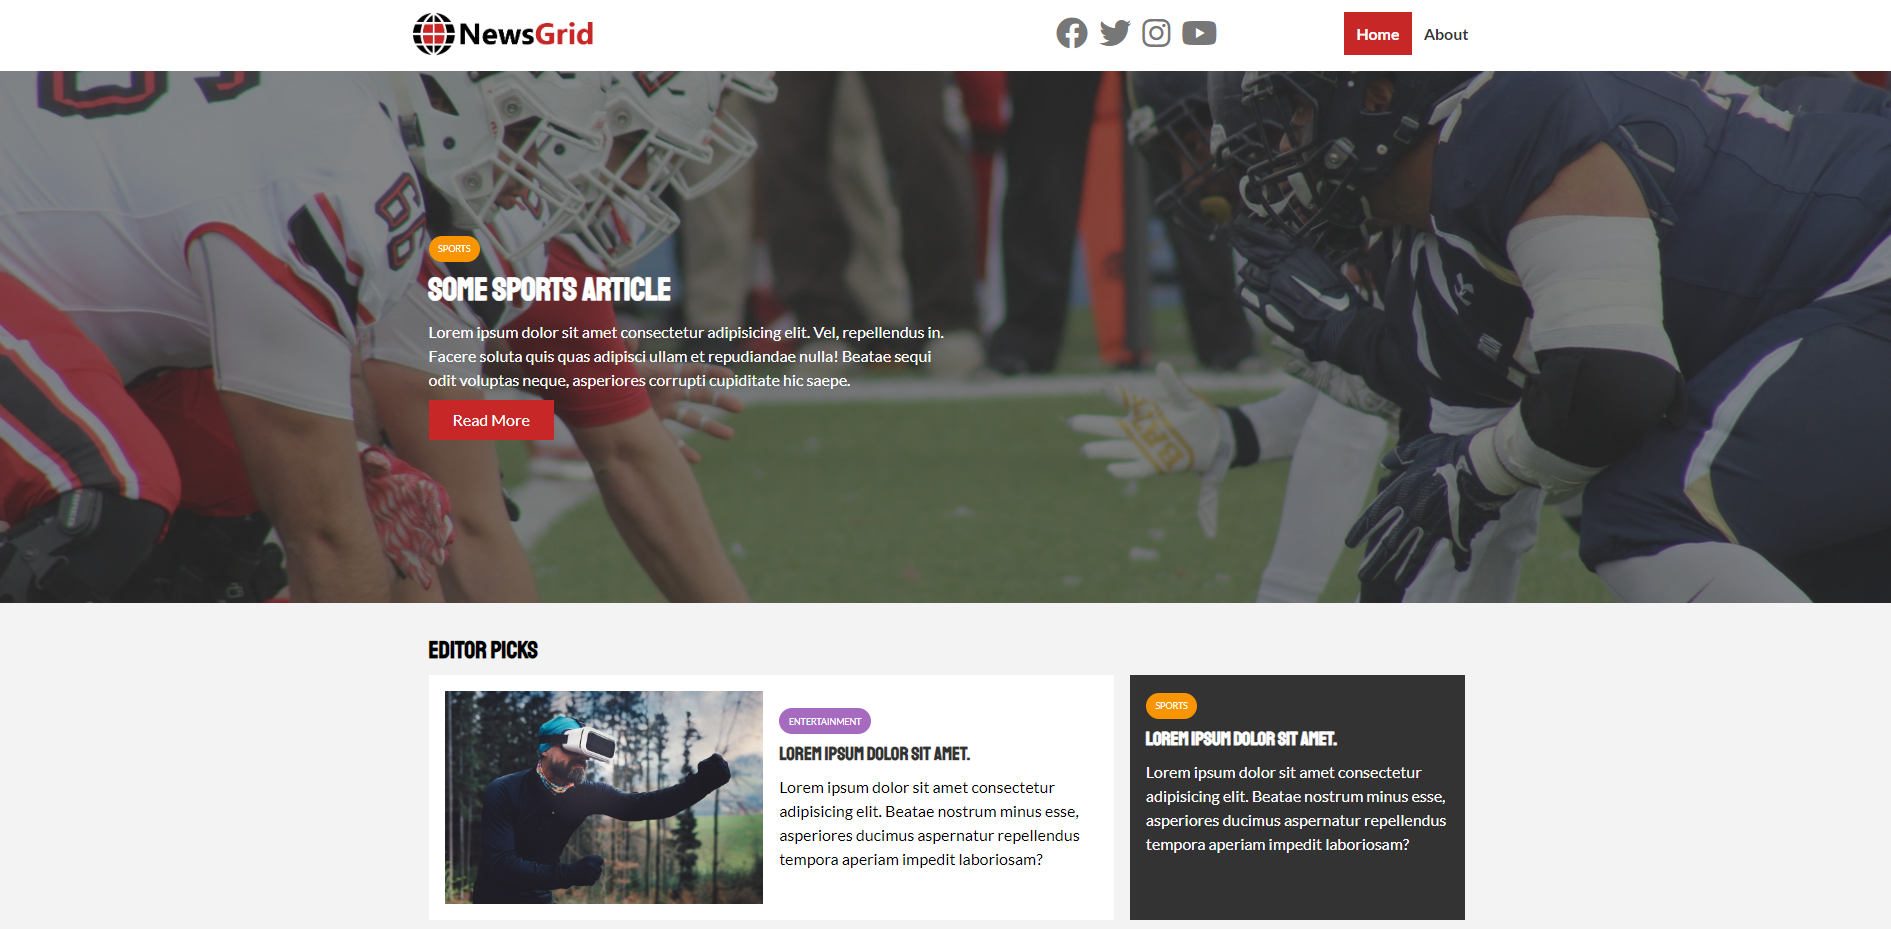 NewsGrid
Home
About
SPORTS
SOME SPORTS ARTICLE
Lorem ipsum dolor sit amet consectetur adipisicing elit. Vel, repellendus in.
Facere soluta quis quas adipisci ullam et repudiandae nulla! Beatae sequi
odit voluptas neque, asperiores corrupti cupiditate hic saepe.
Read More
EDITOR PICKS
ENTERTAINMENT
LOREM IPSUM DOLOR SIT AMET.
Lorem ipsum dolor sit amet consectetur
adipisicing elit. Beatae nostrum minus esse,
asperiores ducimus aspernatur repellendus
tempora aperiam impedit laboriosam?
SPORTS
LOREM IPSUM DOLOR SIT AMET.
Lorem ipsum dolor sit amet consectetur
adipisicing elit. Beatae nostrum minus esse,
asperiores ducimus aspernatur repellendus
tempora aperiam impedit laboriosam?